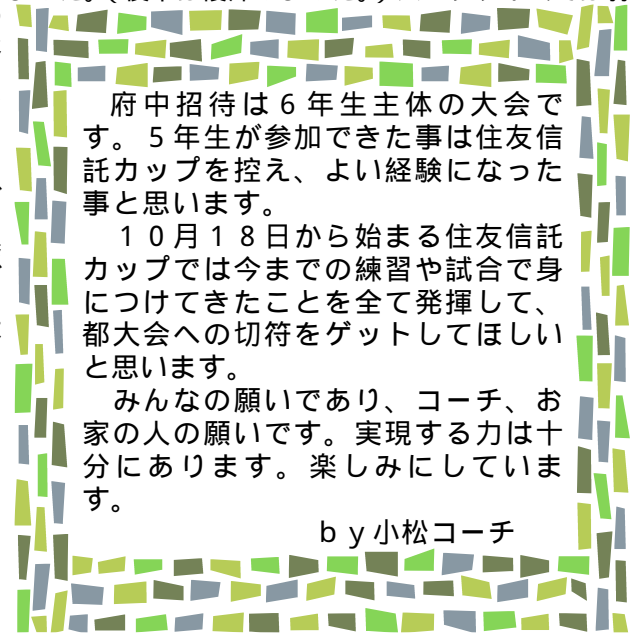 府中招待は６年生主体の大会で
す。５年生が参加できた事は住友信
託カップを控え、よい経験になった
事と思います。
１０月１８日から始まる住友信託
カップでは今までの練習や試合で身
につけてきたことを全て発揮して、
都大会への切符をゲットしてほしい
と思います。
みんなの願いであり、コーチ、お
家の人の願いです。実現する力は十
分にあります。楽しみにしていま
す。
ｂｙ小松コーチ